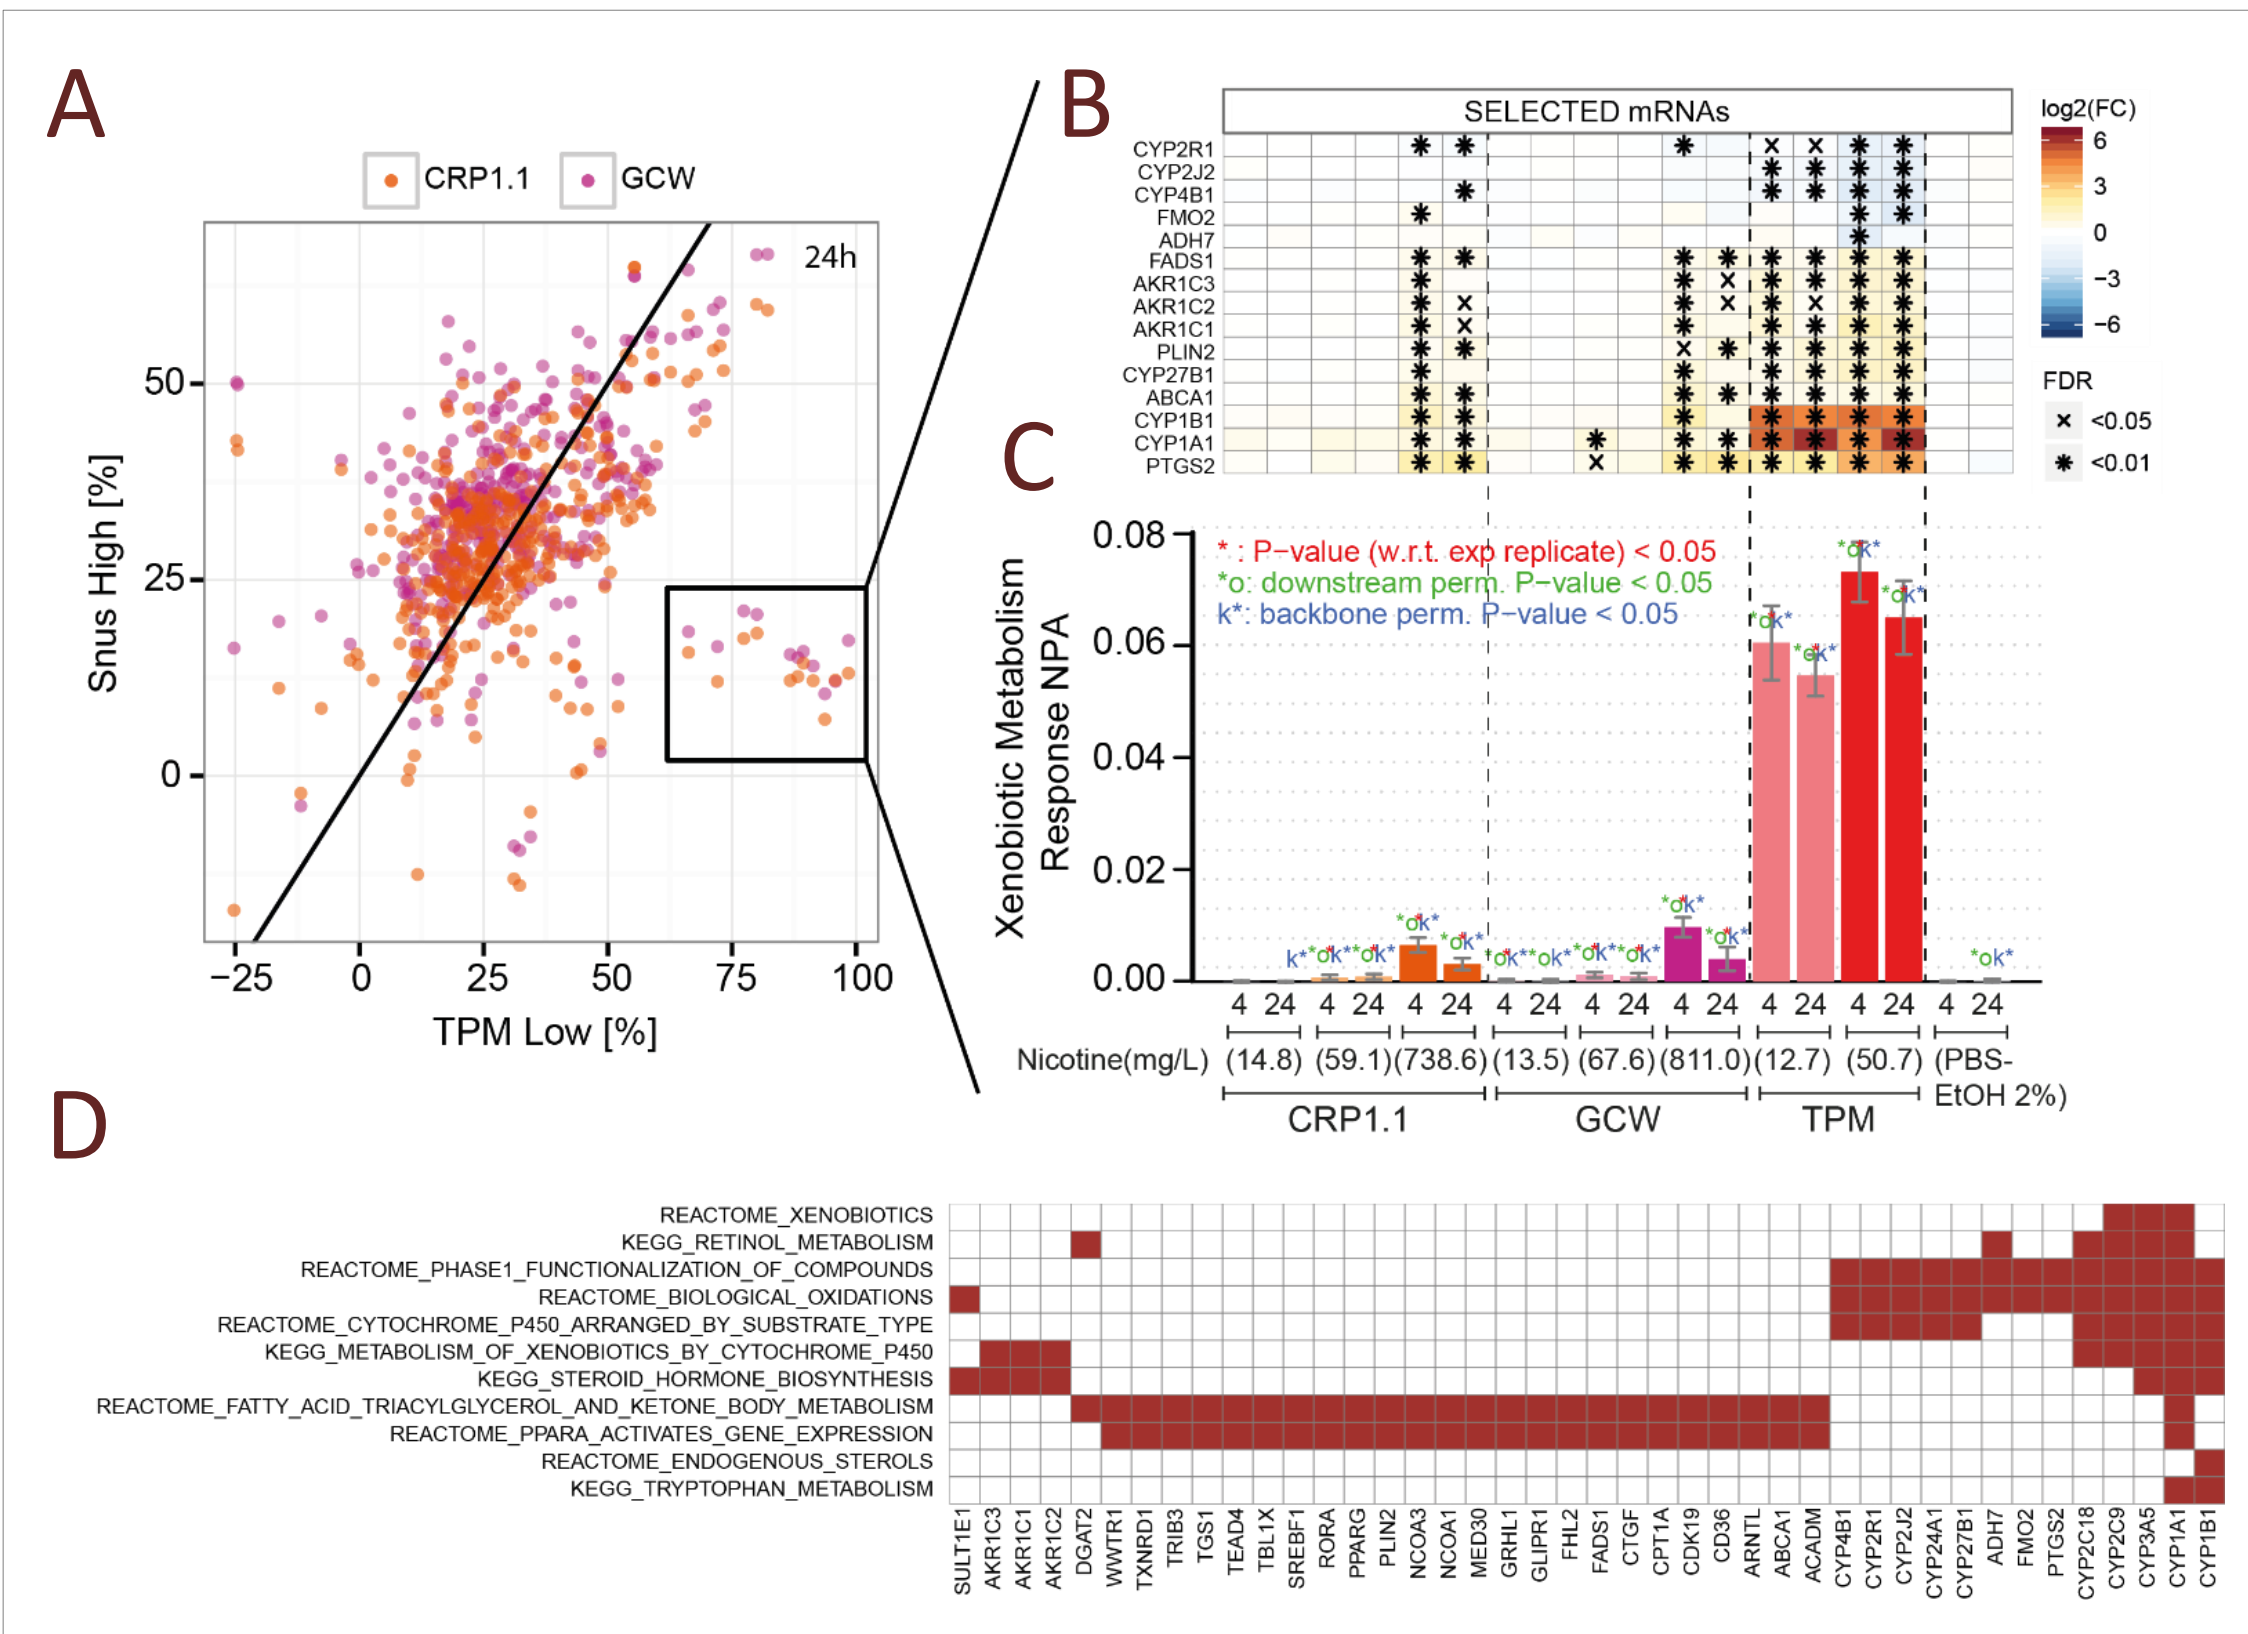 A
CRP1.1
GCW
24h
50
25
0
Snus High [%]
−25
0
25
50
75
100
TPM Low [%]
B
SELECTED mRNAs
CYP2R1
CYP2J2
CYP4B1
FMO2
ADH7
FADS1
AKR1C3
AKR1C2
AKR1C1
PLIN2
CYP27B1
ABCA1
CYP1B1
CYP1A1
PTGS2
log2(FC)
6
3
0
−3
−6
FDR
× <0.05
✱ <0.01
C
Xenobiotic Metabolism
Response NPA
0.08
0.06
0.04
0.02
0.00
* : P−value (w.r.t. exp replicate) < 0.05
*o: downstream perm. P−value < 0.05
k*: backbone perm. P−value < 0.05
k* *o*k* *o*k* *o*k* *o*k* *o*k* *ok* *o*k* *o*k* *o*k* *o*k* *o*k* *o*k* *o*k* *o*k* *ok*
4 24 4 24 4 24 4 24 4 24 4 24 4 24 4 24 4 24
Nicotine(mg/L) (14.8) (59.1) (738.6) (13.5) (67.6) (811.0) (12.7) (50.7) (PBS-
EtOH 2%)
CRP1.1 GCW TPM
D
REACTOME_XENOBIOTICS
KEGG_RETINOL_METABOLISM
REACTOME_PHASE1_FUNCTIONALIZATION_OF_COMPOUNDS
REACTOME_BIOLOGICAL_OXIDATIONS
REACTOME_CYTOCHROME_P450_ARRANGED_BY_SUBSTRATE_TYPE
KEGG_METABOLISM_OF_XENOBIOTICS_BY_CYTOCHROME_P450
KEGG_STEROID_HORMONE_BIOSYNTHESIS
REACTOME_FATTY_ACID_TRIACYLGLYCEROL_AND_KETONE_BODY_METABOLISM
REACTOME_PPARA_ACTIVATES_GENE_EXPRESSION
REACTOME_ENDOGENOUS_STEROLS
KEGG_TRYPTOPHAN_METABOLISM
SULT1E1
AKR1C3
AKR1C1
AKR1C2
DGAT2
WWTR1
TXNRD1
TRIB3
TGS1
TEAD4
TBL1X
SREBF1
RORA
PPARG
PLIN2
NCOA3
NCOA1
MED30
GRHL1
GLIPR1
FHL2
FADS1
CTGF
CPT1A
CDK19
CD36
ARNTL
ABCA1
ACADM
CYP4B1
CYP2R1
CYP2J2
CYP24A1
CYP27B1
ADH7
FMO2
PTGS2
CYP2C18
CYP2C9
CYP3A5
CYP1A1
CYP1B1